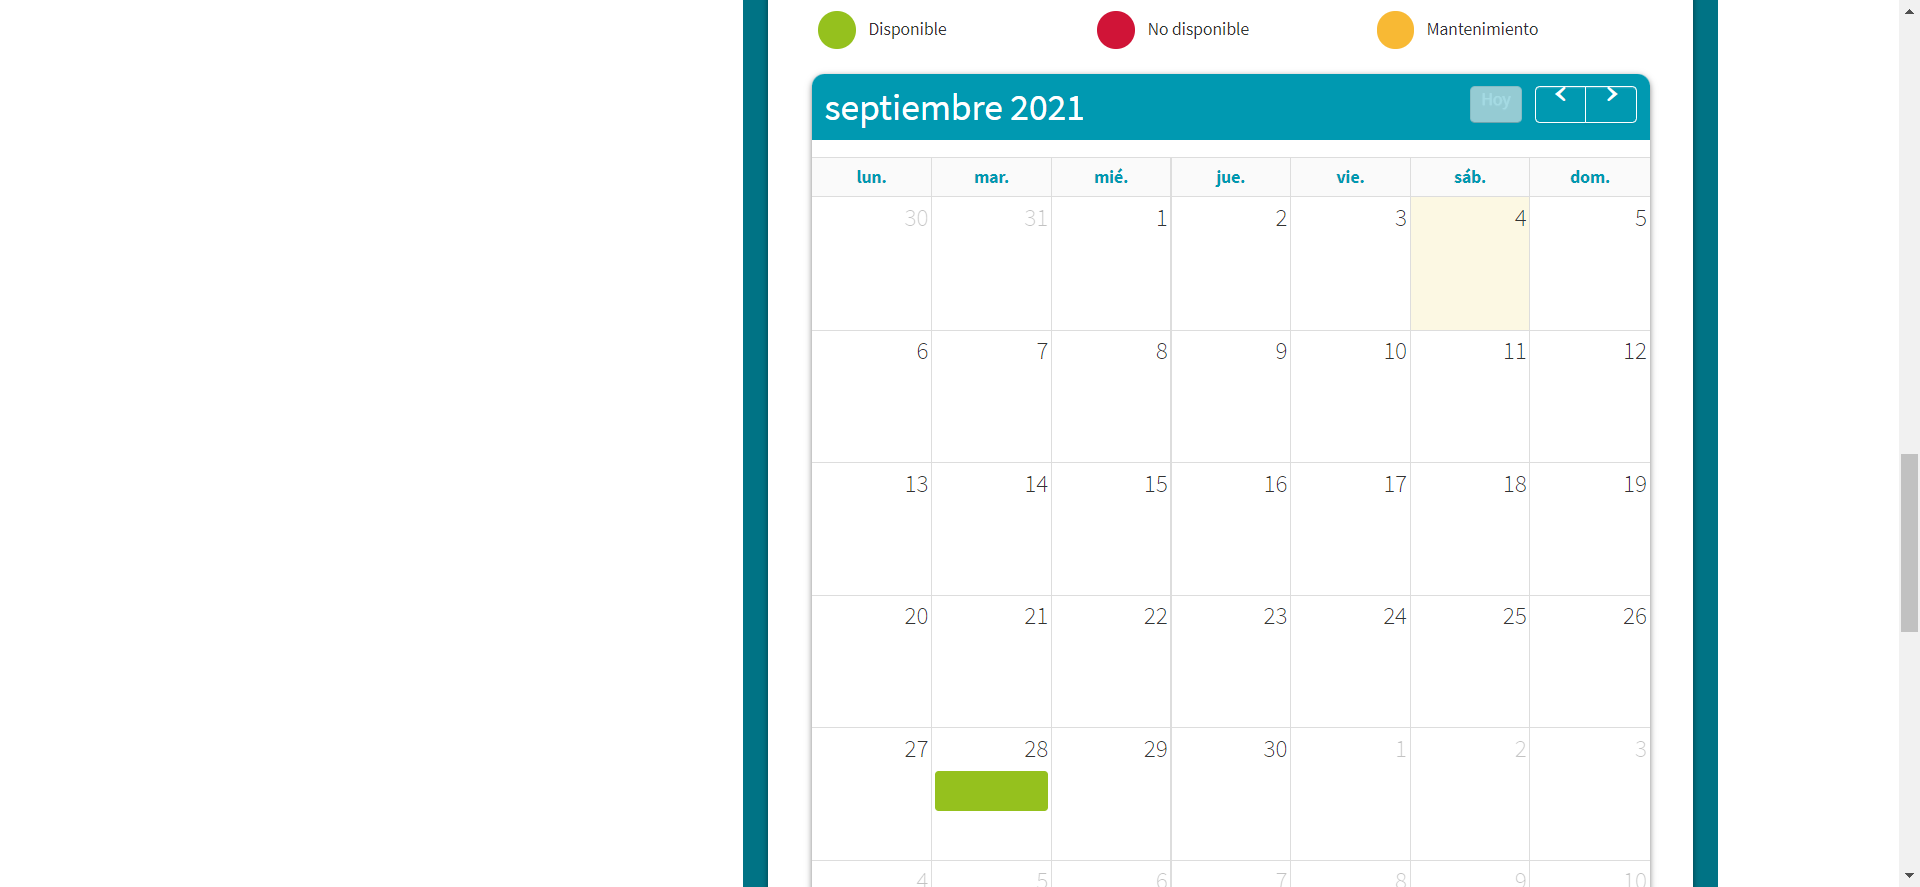 Disponible No disponible Mantenimiento
septiembre 2021 Hoy
lun. mar. mié. jue. vie. sáb. dom.
30 31 1 2 3 4 5
6 7 8 9 10 11 12
13 14 15 16 17 18 19
20 21 22 23 24 25 26
27 28 29 30 1 2 3
4 5 6 7 8 9 10